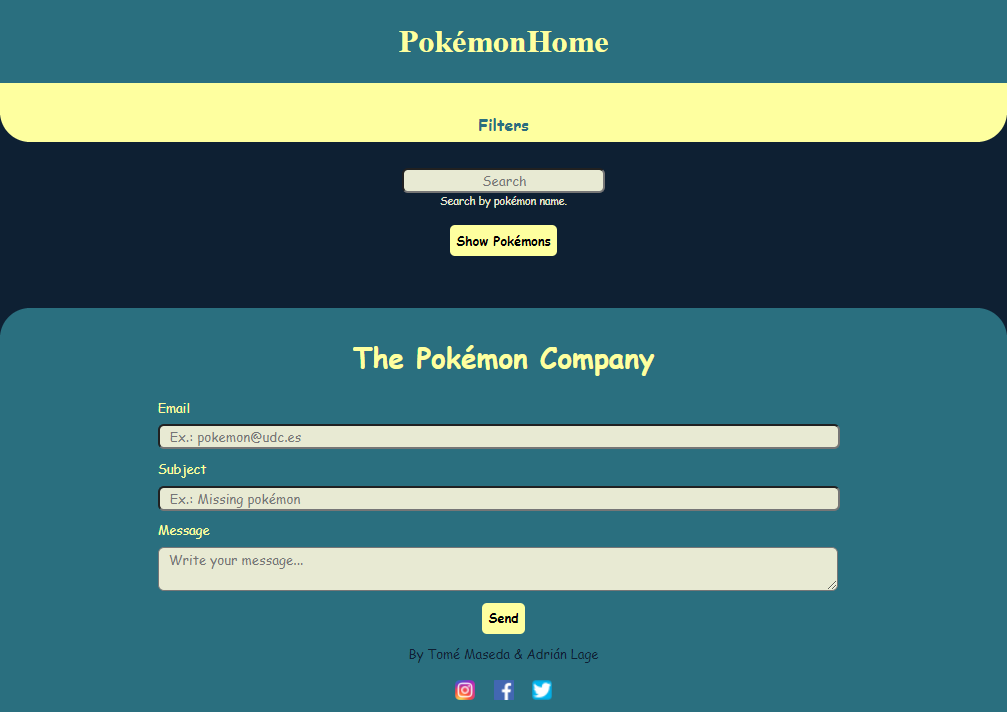 PokémonHome
Filters
Search
Search by pokémon name.
Show Pokémons
The Pokémon Company
Email
Ex.: pokemon@udc.es
Subject
Ex.: Missing pokémon
Message
Write your message...
Send
By Tomé Maseda & Adrián Lage